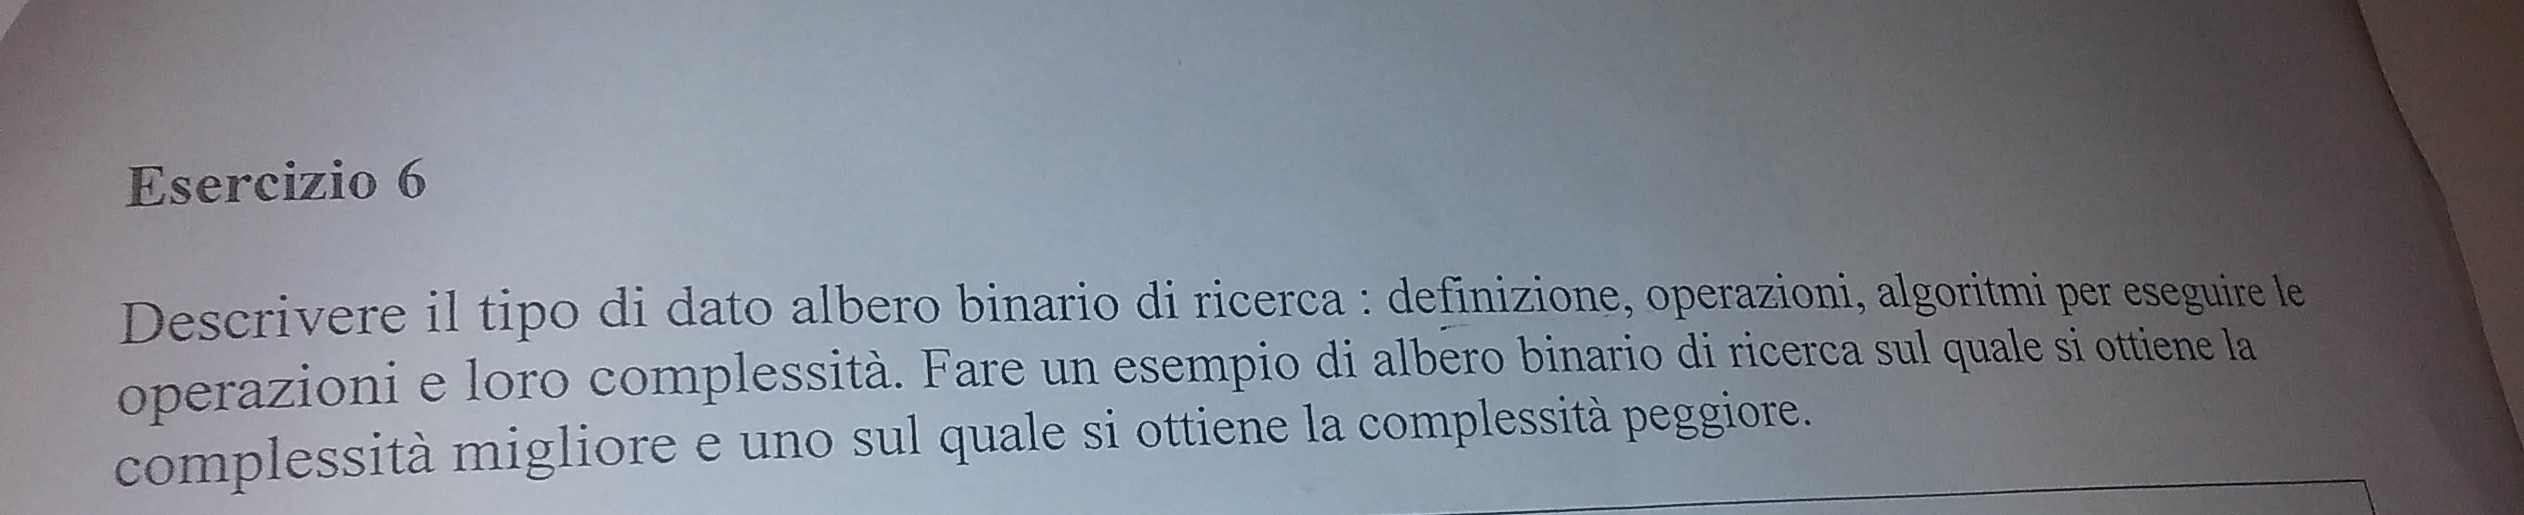 Esercizio 6
Descrivere il tipo di dato albero binario di ricerca : definizione, operazioni, algoritmi per eseguire le
operazioni e loro complessità. Fare un esempio di albero binario di ricerca sul quale si ottiene la
complessità migliore e uno sul quale si ottiene la complessità peggiore.